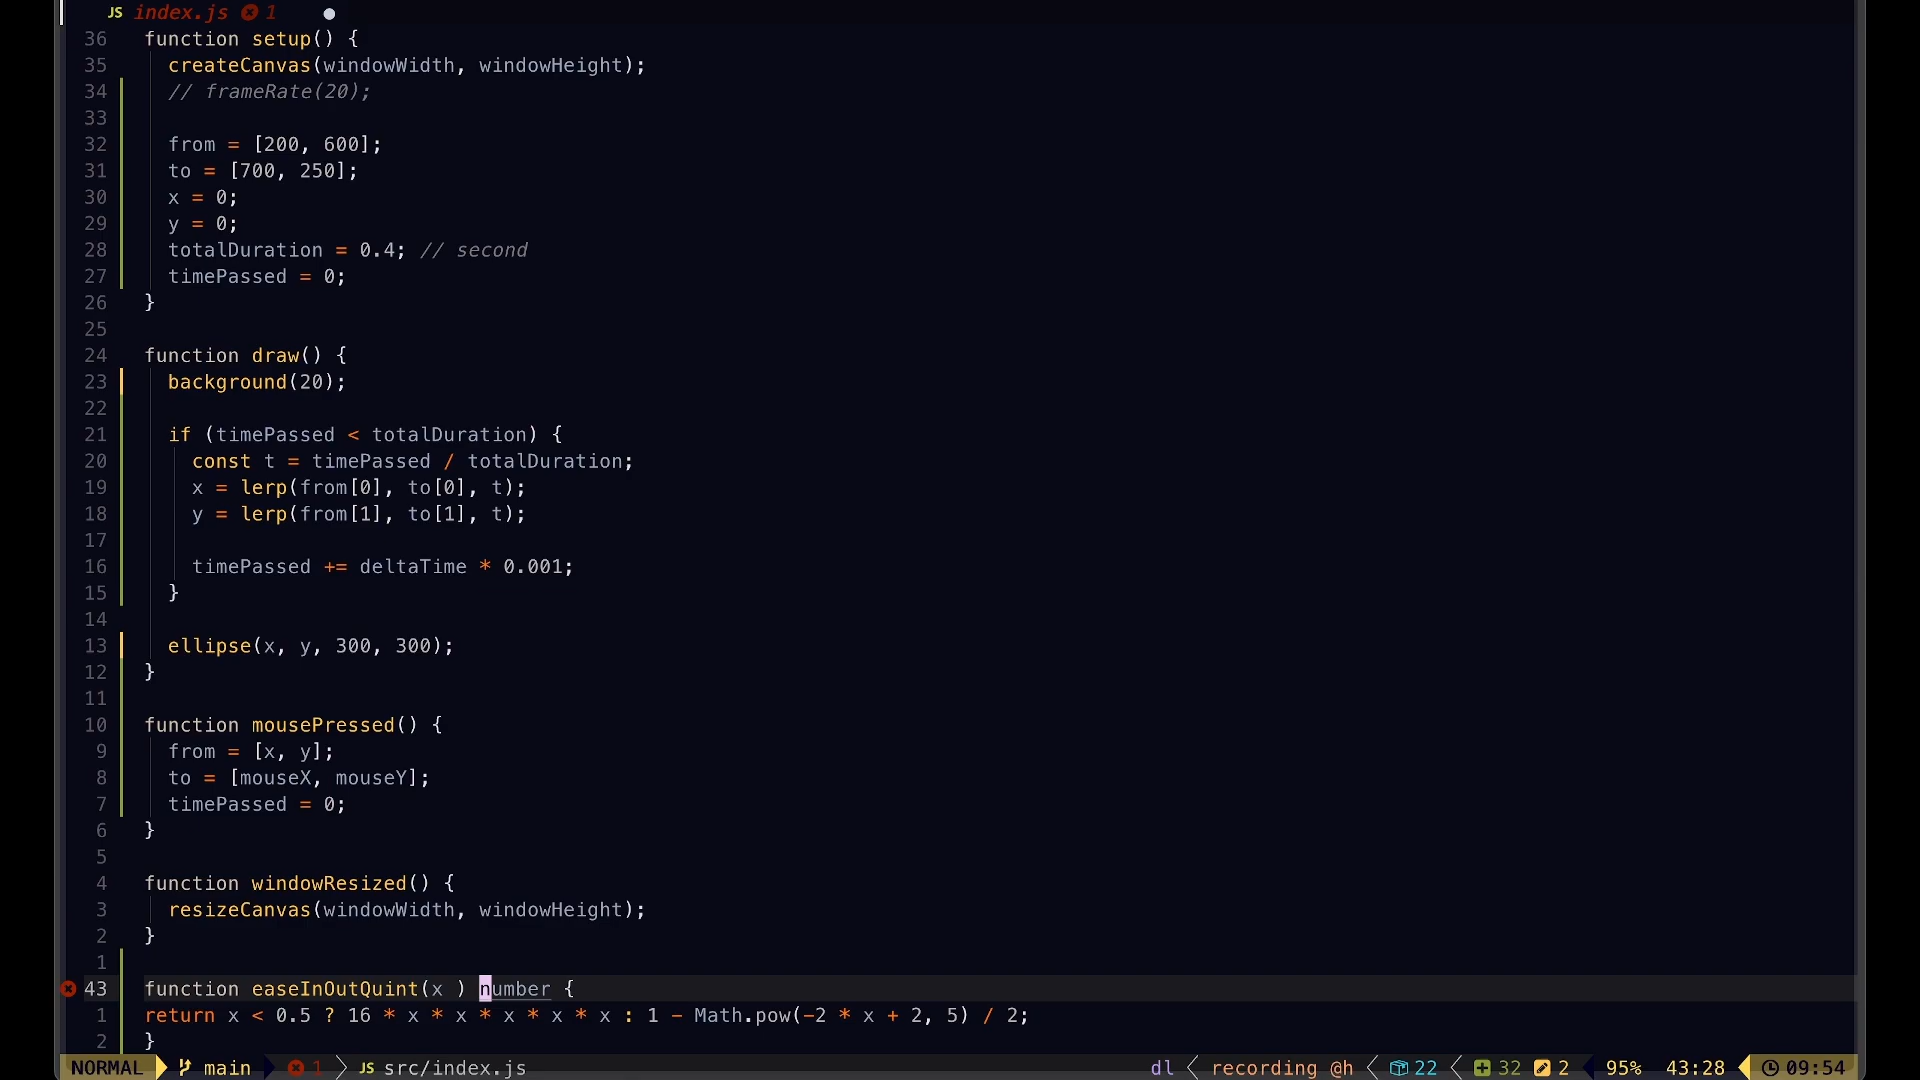 JS index.js 1
36 function setup() {
35 createCanvas(windowWidth, windowHeight);
34 // frameRate(20);
33
32 from = [200, 600];
31 to = [700, 250];
30 x = 0;
29 y = 0;
28 totalDuration = 0.4; // second
27 timePassed = 0;
26 }
25
24 function draw() {
23 background(20);
22
21 if (timePassed < totalDuration) {
20 const t = timePassed / totalDuration;
19 x = lerp(from[0], to[0], t);
18 y = lerp(from[1], to[1], t);
17
16 timePassed += deltaTime * 0.001;
15 }
14
13 ellipse(x, y, 300, 300);
12 }
11
10 function mousePressed() {
9 from = [x, y];
8 to = [mouseX, mouseY];
7 timePassed = 0;
6 }
5
4 function windowResized() {
3 resizeCanvas(windowWidth, windowHeight);
2 }
1
43 function easeInOutQuint(x ) number {
1 return x < 0.5 ? 16 * x * x * x * x * x : 1 - Math.pow(-2 * x + 2, 5) / 2;
2 }
NORMAL main 1 JS src/index.js dl recording @h 22 32 2 95% 43:28 09:54